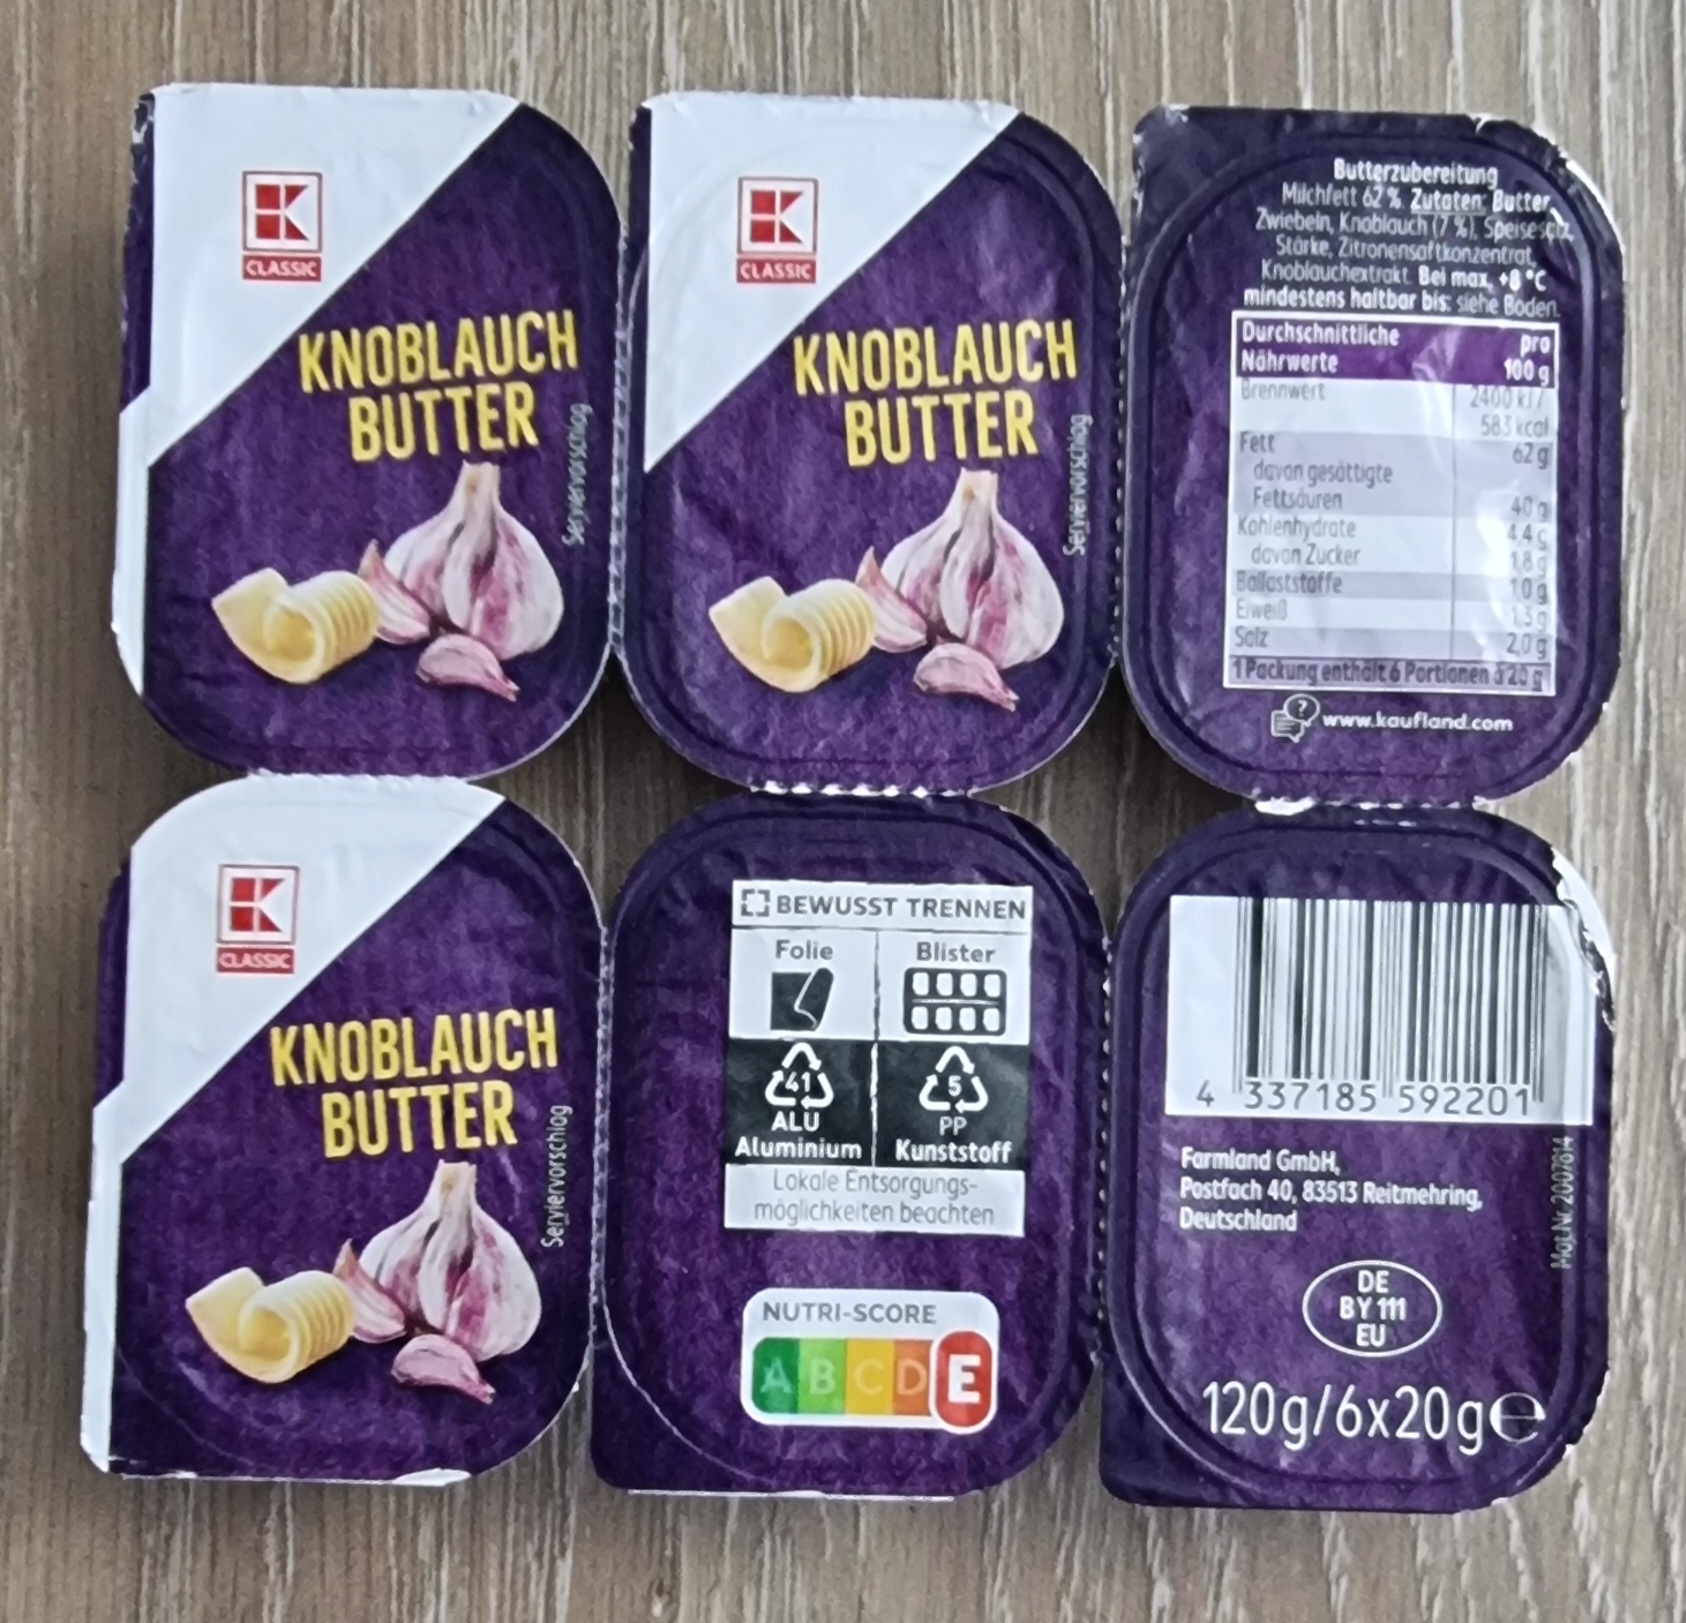 K
CLASSIC
KNOBLAUCH
BUTTER
Serviervorschlag
K
CLASSIC
KNOBLAUCH
BUTTER
Serviervorschlag
Butterzubereitung
Milchfett 62 %. Zutaten: Butter,
Zwiebeln, Knoblauch (7 %), Speisesalz,
Stärke, Zitronensaftkonzentrat,
Knoblauchextrakt. Bei max. +8 °C
mindestens haltbar bis: siehe Boden.
Durchschnittliche Nährwerte pro 100 g
Brennwert 2400 kJ /
583 kcal
Fett 62 g
davon gesättigte
Fettsäuren 40 g
Kohlenhydrate 4,4 g
davon Zucker 1,8 g
Ballaststoffe 1,0 g
Eiweiß 1,3 g
Salz 2,0 g
1 Packung enthält 6 Portionen à 20 g
?
www.kaufland.com
K
CLASSIC
KNOBLAUCH
BUTTER
Serviervorschlag
BEWUSST TRENNEN
Folie Blister
41 5
ALU PP
Aluminium Kunststoff
Lokale Entsorgungs-
möglichkeiten beachten
NUTRI-SCORE
A B C D E
4 337185 592201
Farmland GmbH,
Postfach 40, 83513 Reitmehring,
Deutschland
Mat.Nr. 2007814
DE
BY 111
EU
120g/6x20g e